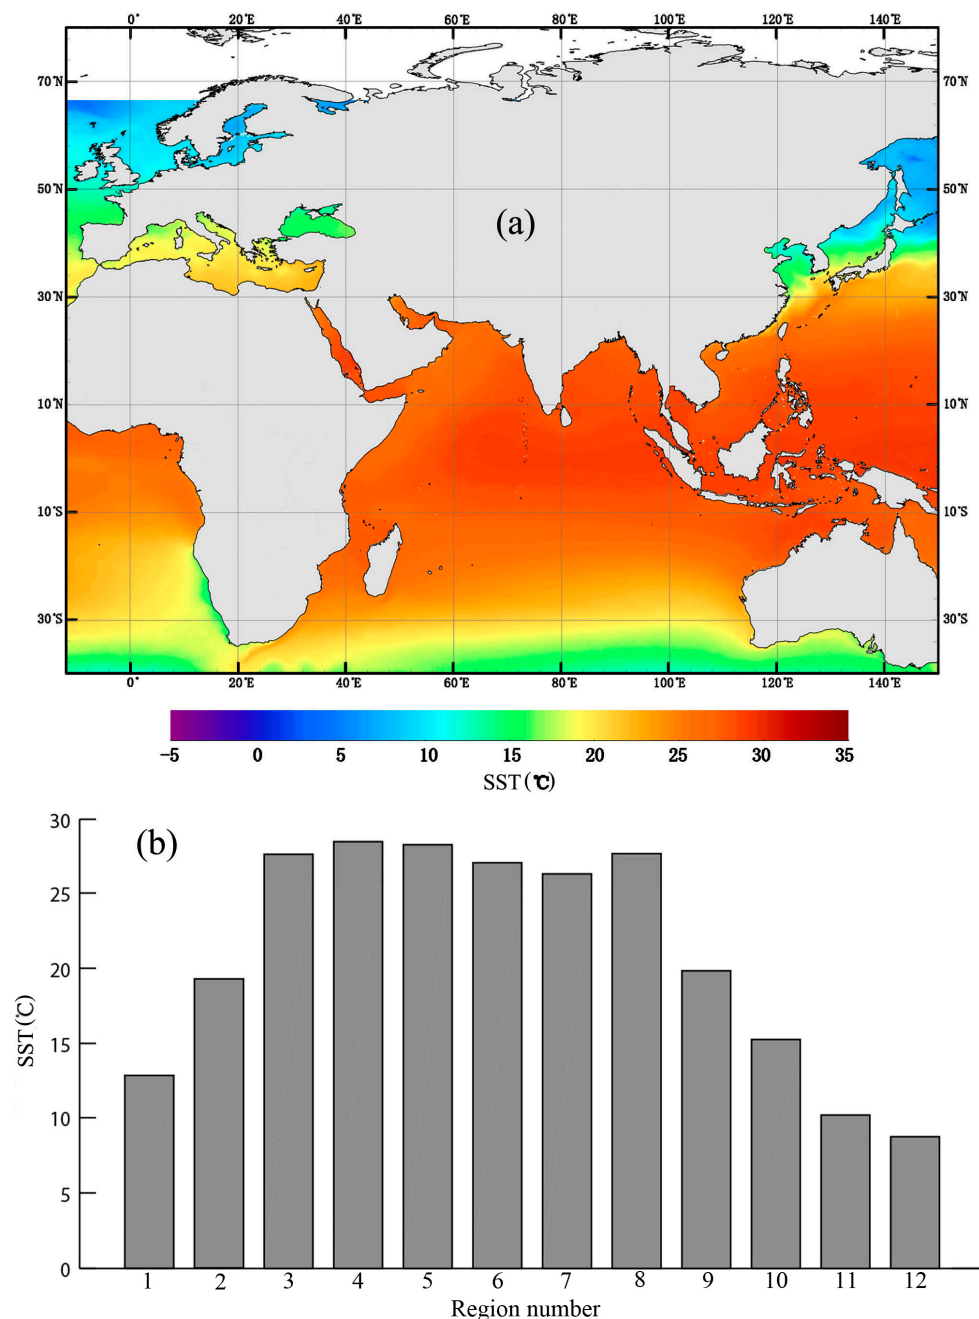 0° 20°E 40°E 60°E 80°E 100°E 120°E 140°E
70°N 70°N
50°N 50°N
(a)
30°N 30°N
10°N 10°N
10°S 10°S
30°S 30°S
0° 20°E 40°E 60°E 80°E 100°E 120°E 140°E
-5 0 5 10 15 20 25 30 35
SST(℃)
(b)
30
25
20
15
10
5
0
SST(℃)
1 2 3 4 5 6 7 8 9 10 11 12
Region number